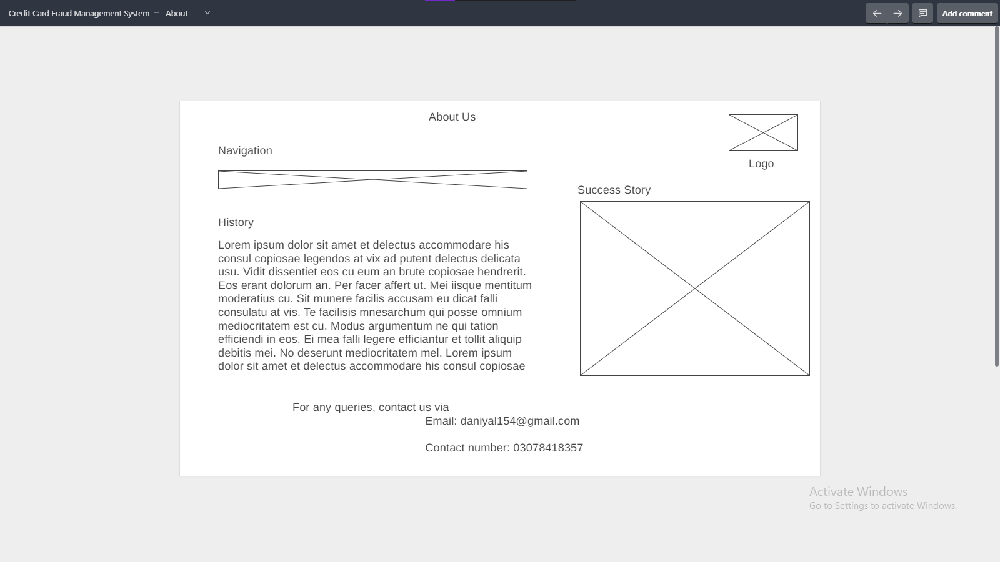 Credit Card Fraud Management System – About
Add comment
About Us
Navigation
Logo
Success Story
History
Lorem ipsum dolor sit amet et delectus accommodare his
consul copiosae legendos at vix ad putent delectus delicata
usu. Vidit dissentiet eos cu eum an brute copiosae hendrerit.
Eos erant dolorum an. Per facer affert ut. Mei iisque mentitum
moderatius cu. Sit munere facilis accusam eu dicat falli
consulatu at vis. Te facilisis mnesarchum qui posse omnium
mediocritatem est cu. Modus argumentum ne qui tation
efficiendi in eos. Ei mea falli legere efficiantur et tollit aliquip
debitis mei. No deserunt mediocritatem mel. Lorem ipsum
dolor sit amet et delectus accommodare his consul copiosae
For any queries, contact us via
Email: daniyal154@gmail.com
Contact number: 03078418357
Activate Windows
Go to Settings to activate Windows.